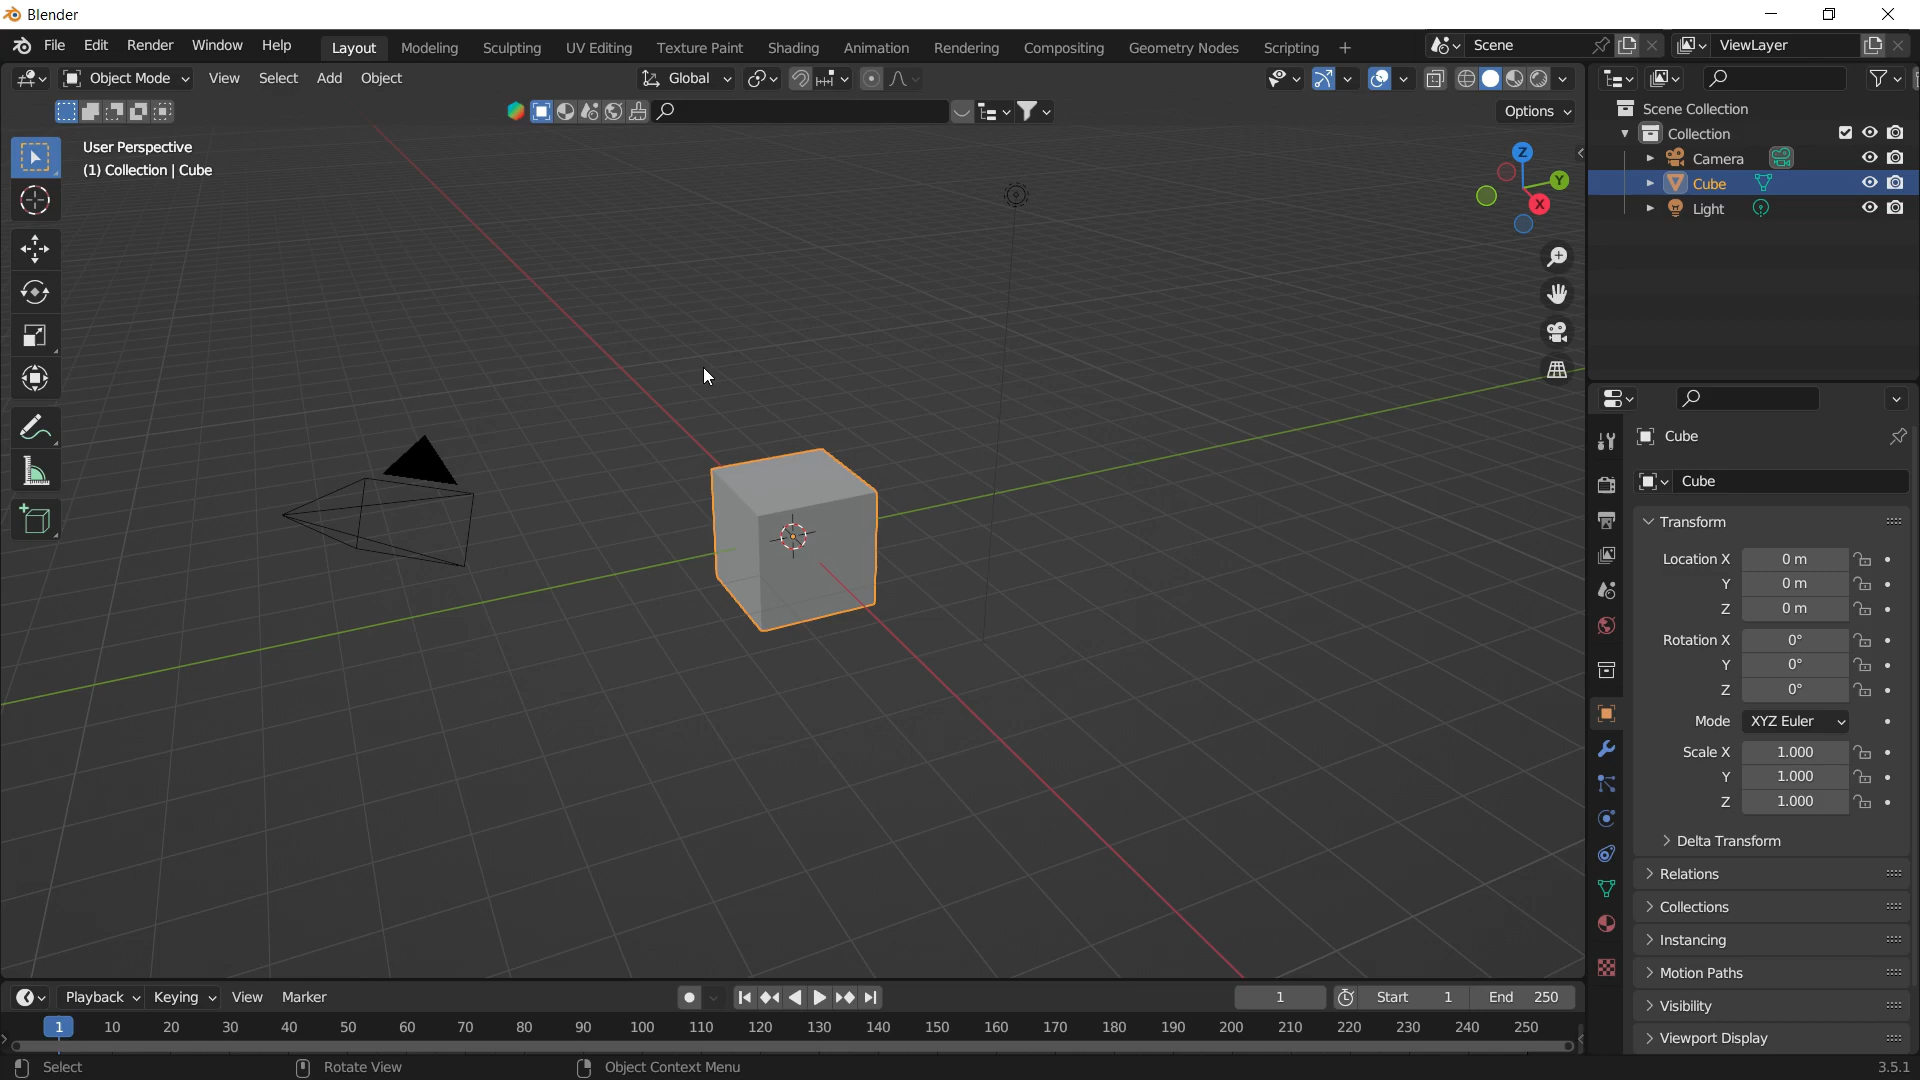 Blender
File Edit Render Window Help Layout Modeling Sculpting UV Editing Texture Paint Shading Animation Rendering Compositing Geometry Nodes Scripting + Scene ViewLayer
Object Mode View Select Add Object Global
Options
User Perspective
(1) Collection | Cube
Z
Y
X
Scene Collection
Collection
Camera
Cube
Light
Cube
Cube
Transform
Location X 0 m
Y 0 m
Z 0 m
Rotation X 0°
Y 0°
Z 0°
Mode XYZ Euler
Scale X 1.000
Y 1.000
Z 1.000
Delta Transform
Relations
Collections
Instancing
Motion Paths
Visibility
Viewport Display
Playback Keying View Marker 1 Start 1 End 250
1 10 20 30 40 50 60 70 80 90 100 110 120 130 140 150 160 170 180 190 200 210 220 230 240 250
Select Rotate View Object Context Menu 3.5.1